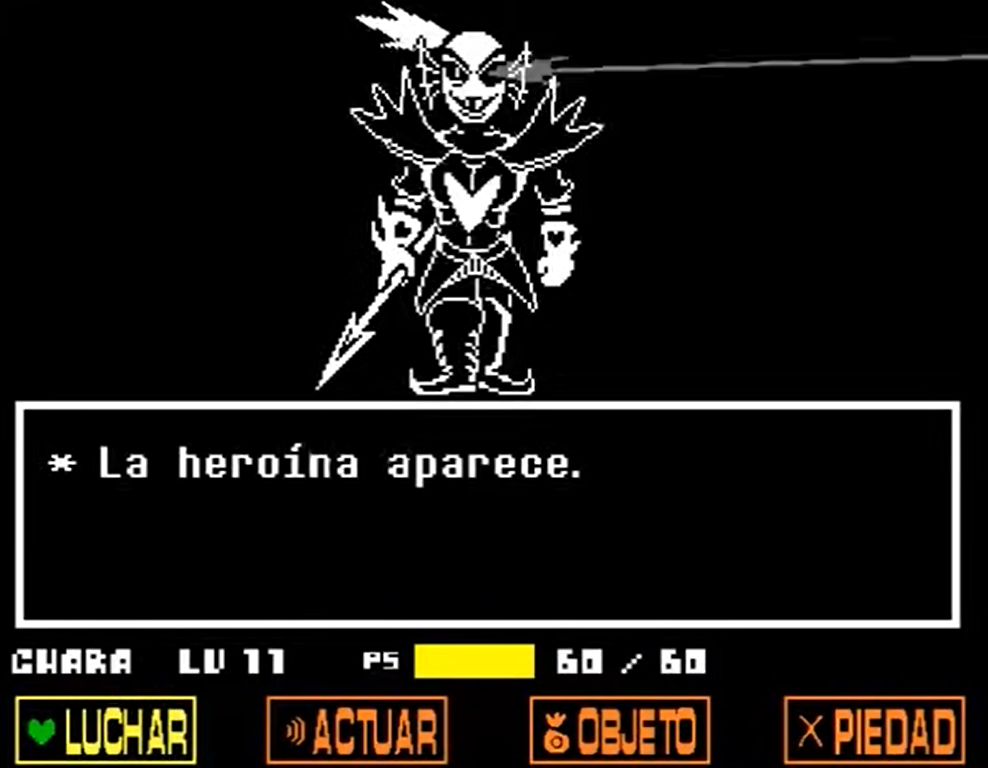 * La heroína aparece.
CHARA LV 11 PS 60 / 60
LUCHAR ACTUAR OBJETO PIEDAD